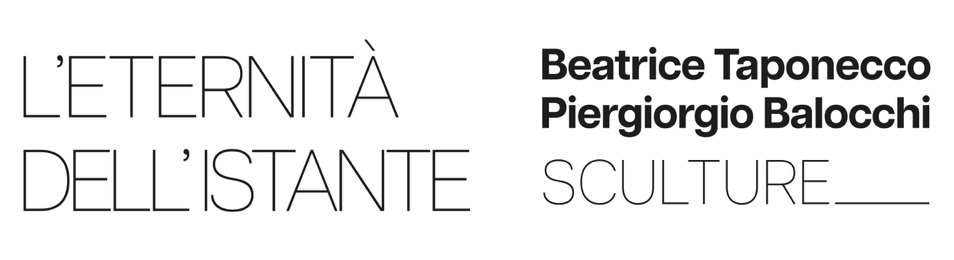 L'ETERNITÀ
DELL'ISTANTE
Beatrice Taponecco
Piergiorgio Balocchi
SCULTURE